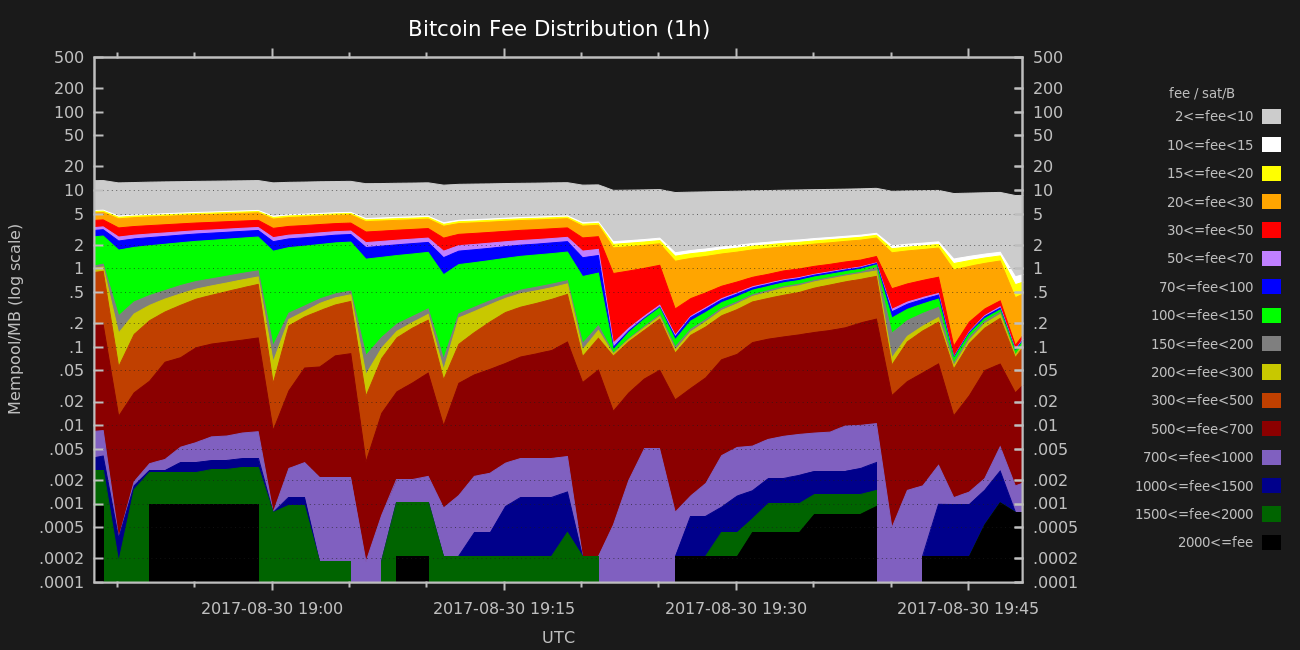 Bitcoin Fee Distribution (1h)
500 500
200 200
100 100
50 50
20 20
10 10
5 5
2 2
1 1
.5 .5
.2 .2
.1 .1
.05 .05
.02 .02
.01 .01
.005 .005
.002 .002
.001 .001
.0005 .0005
.0002 .0002
.0001 .0001
Mempool/MB (log scale)
2017-08-30 19:00 2017-08-30 19:15 2017-08-30 19:30 2017-08-30 19:45
UTC
fee / sat/B
2<=fee<10
10<=fee<15
15<=fee<20
20<=fee<30
30<=fee<50
50<=fee<70
70<=fee<100
100<=fee<150
150<=fee<200
200<=fee<300
300<=fee<500
500<=fee<700
700<=fee<1000
1000<=fee<1500
1500<=fee<2000
2000<=fee